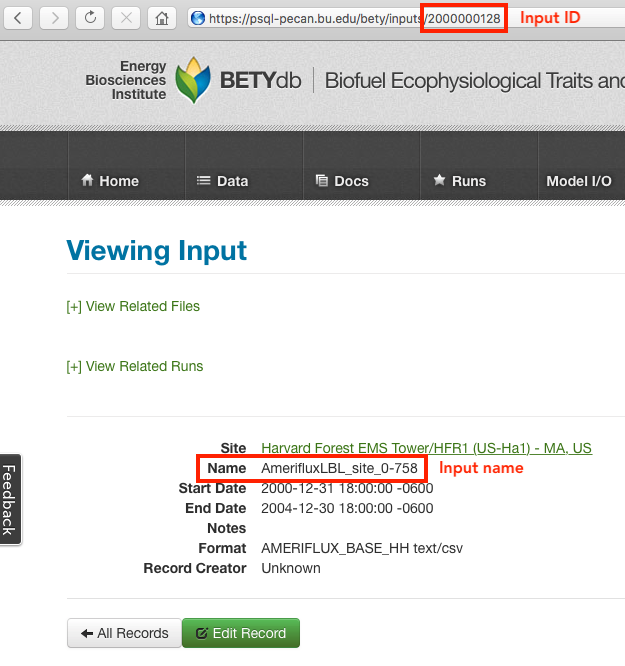 https://psql-pecan.bu.edu/bety/inputs/2000000128 Input ID
Energy
Biosciences
Institute
BETYdb Biofuel Ecophysiological Traits and
Home Data Docs Runs Model I/O
Viewing Input
[+] View Related Files
[+] View Related Runs
Site Harvard Forest EMS Tower/HFR1 (US-Ha1) - MA, US
Name AmerifluxLBL_site_0-758 Input name
Start Date 2000-12-31 18:00:00 -0600
End Date 2004-12-30 18:00:00 -0600
Notes
Format AMERIFLUX_BASE_HH text/csv
Record Creator Unknown
Feedback
All Records Edit Record